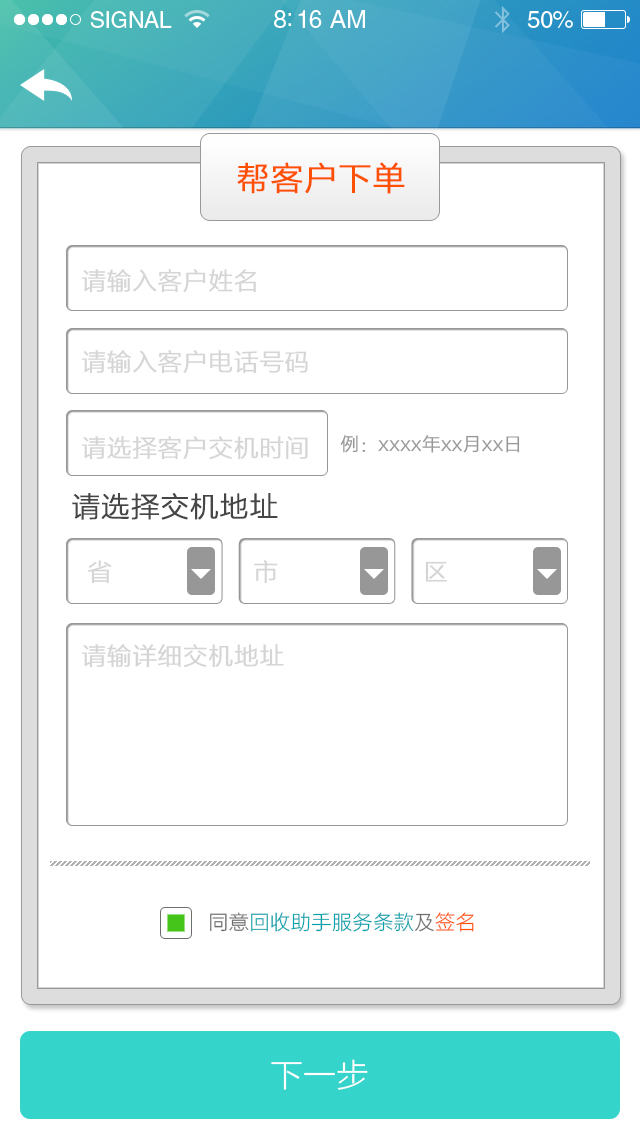 SIGNAL 8:16 AM 50%
帮客户下单
请输入客户姓名
请输入客户电话号码
请选择客户交机时间 例：xxxx年xx月xx日
请选择交机地址
省 市 区
请输详细交机地址
同意回收助手服务条款及签名
下一步